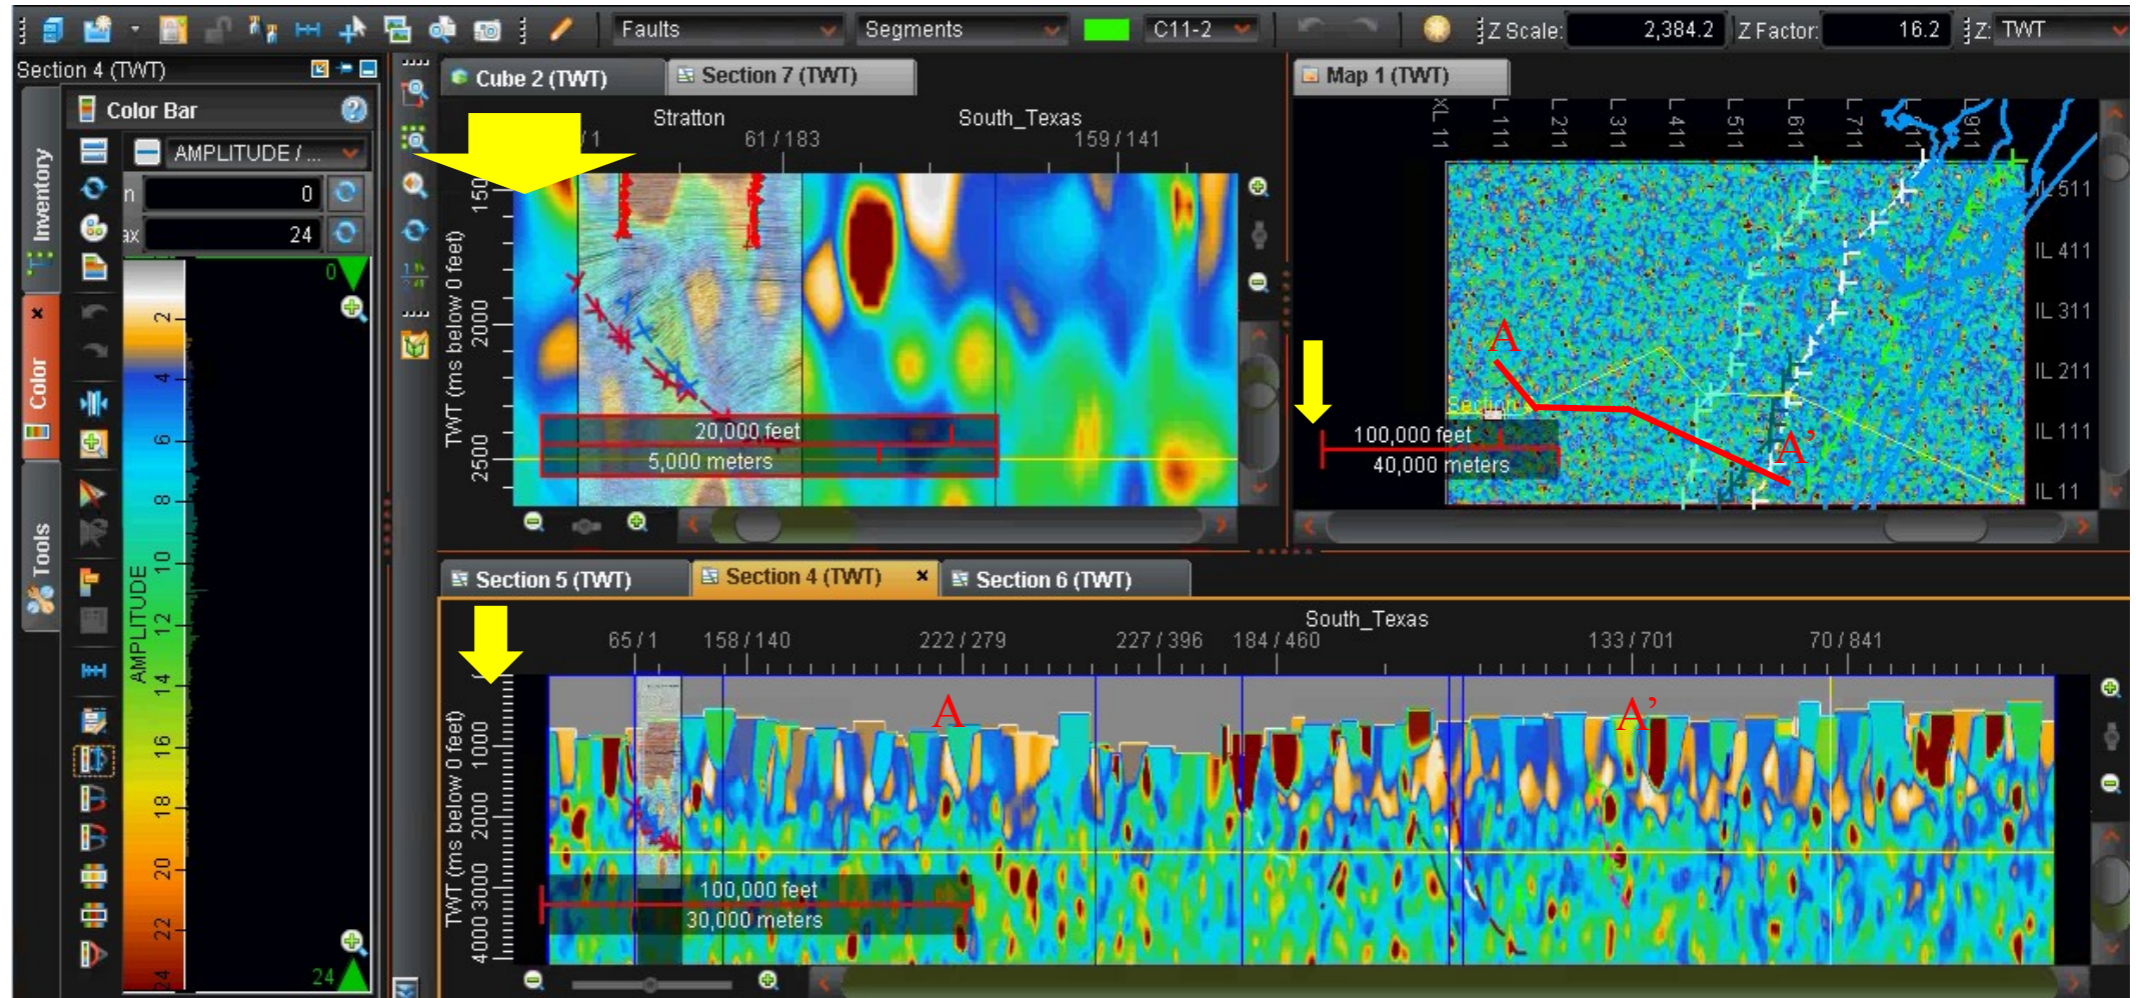 Faults
Segments
C11-2
Z Scale:
2,384.2
Z Factor:
16.2
Z: TWT
Section 4 (TWT)
Color Bar
Inventory
Color
Tools
AMPLITUDE / ...
0
24
0
2
4
6
8
10
12
14
16
18
20
22
24
AMPLITUDE
24
Cube 2 (TWT)
Section 7 (TWT)
Stratton
South_Texas
/ 1
61 / 183
159 / 141
TWT (ms below 0 feet)
2000
2500
20,000 feet
5,000 meters
Map 1 (TWT)
XL 11
L 111
L 211
L 311
L 411
L 511
L 611
L 711
L 911
IL 511
IL 411
IL 311
IL 211
IL 111
IL 11
A
A'
Section
100,000 feet
40,000 meters
Section 5 (TWT)
Section 4 (TWT)
Section 6 (TWT)
South_Texas
65 / 1
158 / 140
222 / 279
227 / 396
184 / 460
133 / 701
70 / 841
TWT (ms below 0 feet)
1000
2000
3000
4000
A
A'
100,000 feet
30,000 meters